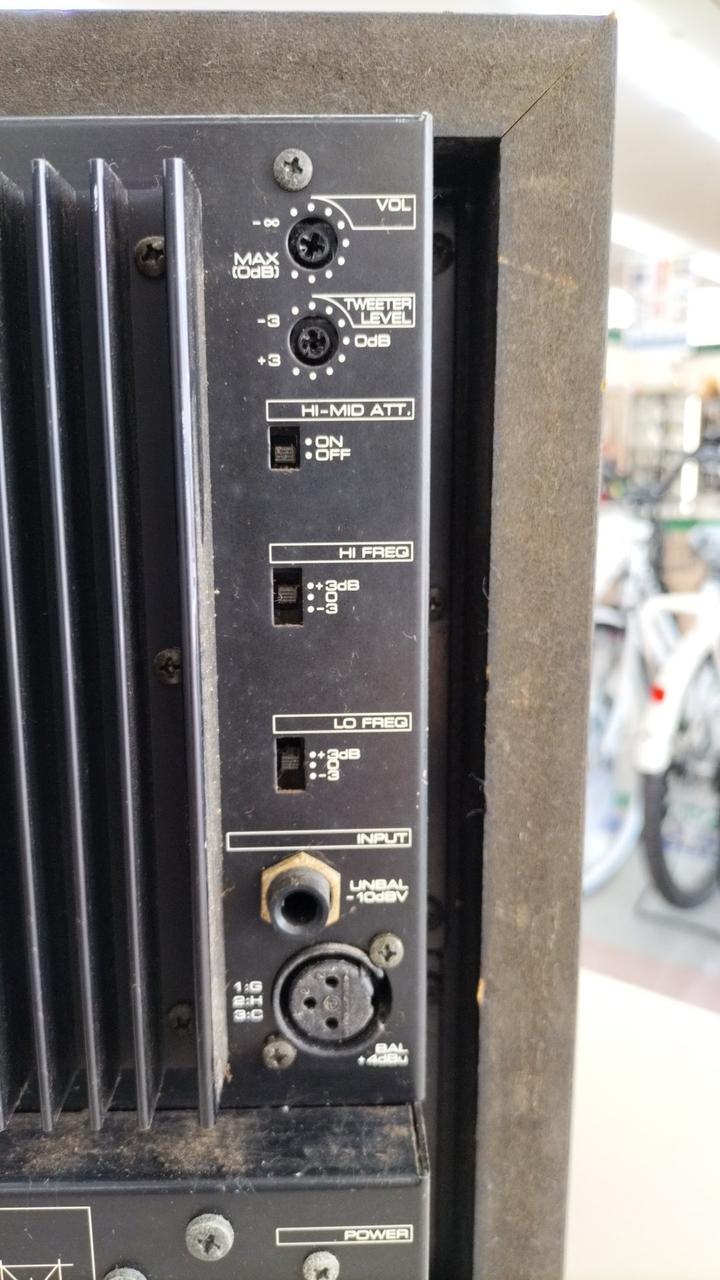 VOL
-∞
MAX
(0dB)
TWEETER
LEVEL
-3
0dB
+3
HI-MID ATT.
ON
OFF
HI FREQ
+3dB
0
-3
LO FREQ
+3dB
0
-3
INPUT
UNBAL
-10dBV
1:G
2:H
3:C
BAL
+4dBu
POWER